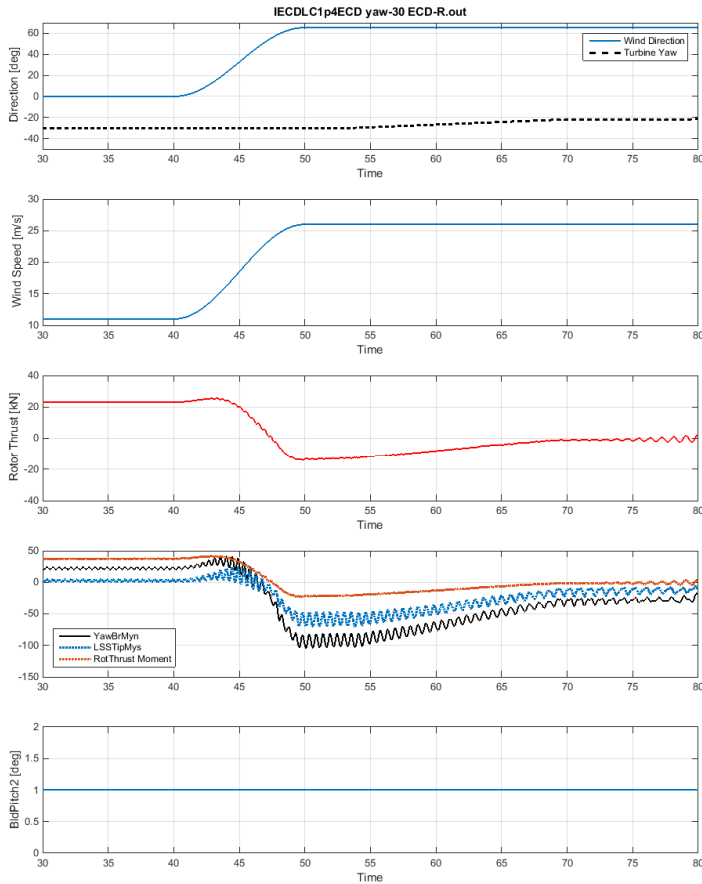 IECDLC1p4ECD yaw-30 ECD-R.out
Direction [deg]
60
40
20
0
-20
-40
Wind Direction
Turbine Yaw
30 35 40 45 50 55 60 65 70 75 80
Time
Wind Speed [m/s]
30
25
20
15
10
30 35 40 45 50 55 60 65 70 75 80
Time
Rotor Thrust [kN]
40
20
0
-20
-40
30 35 40 45 50 55 60 65 70 75 80
Time
50
0
-50
-100
-150
YawBrMyn
LSSTipMys
RotThrust Moment
30 35 40 45 50 55 60 65 70 75 80
Time
BldPitch2 [deg]
2
1.5
1
0.5
0
30 35 40 45 50 55 60 65 70 75 80
Time